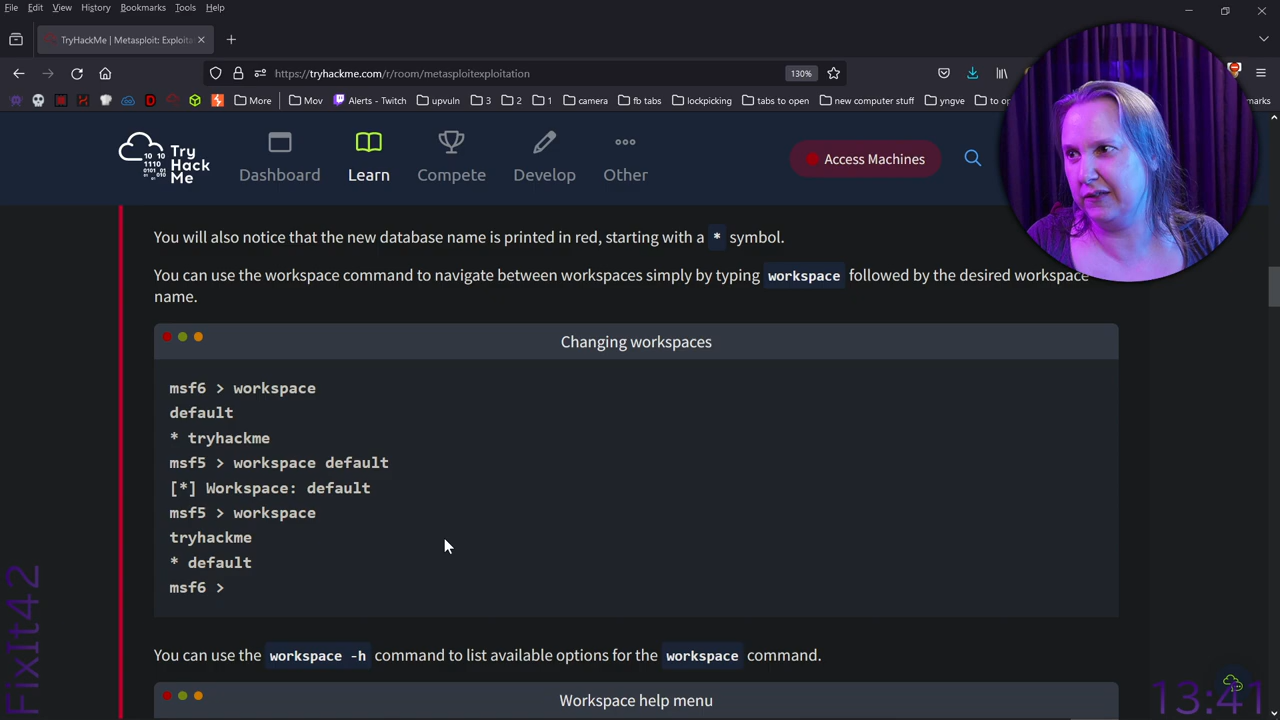 File Edit View History Bookmarks Tools Help
TryHackMe | Metasploit: Exploita
https://tryhackme.com/r/room/metasploitexploitation 130%
More Mov Alerts - Twitch upvuln 3 2 1 camera fb tabs lockpicking tabs to open new computer stuff yngve to op marks
Try
Hack
Me
Dashboard Learn Compete Develop Other
Access Machines
You will also notice that the new database name is printed in red, starting with a * symbol.
You can use the workspace command to navigate between workspaces simply by typing workspace followed by the desired workspace
name.
Changing workspaces
msf6 > workspace
default
* tryhackme
msf5 > workspace default
[*] Workspace: default
msf5 > workspace
tryhackme
* default
msf6 >
You can use the workspace -h command to list available options for the workspace command.
Workspace help menu
FixIt42
13:41